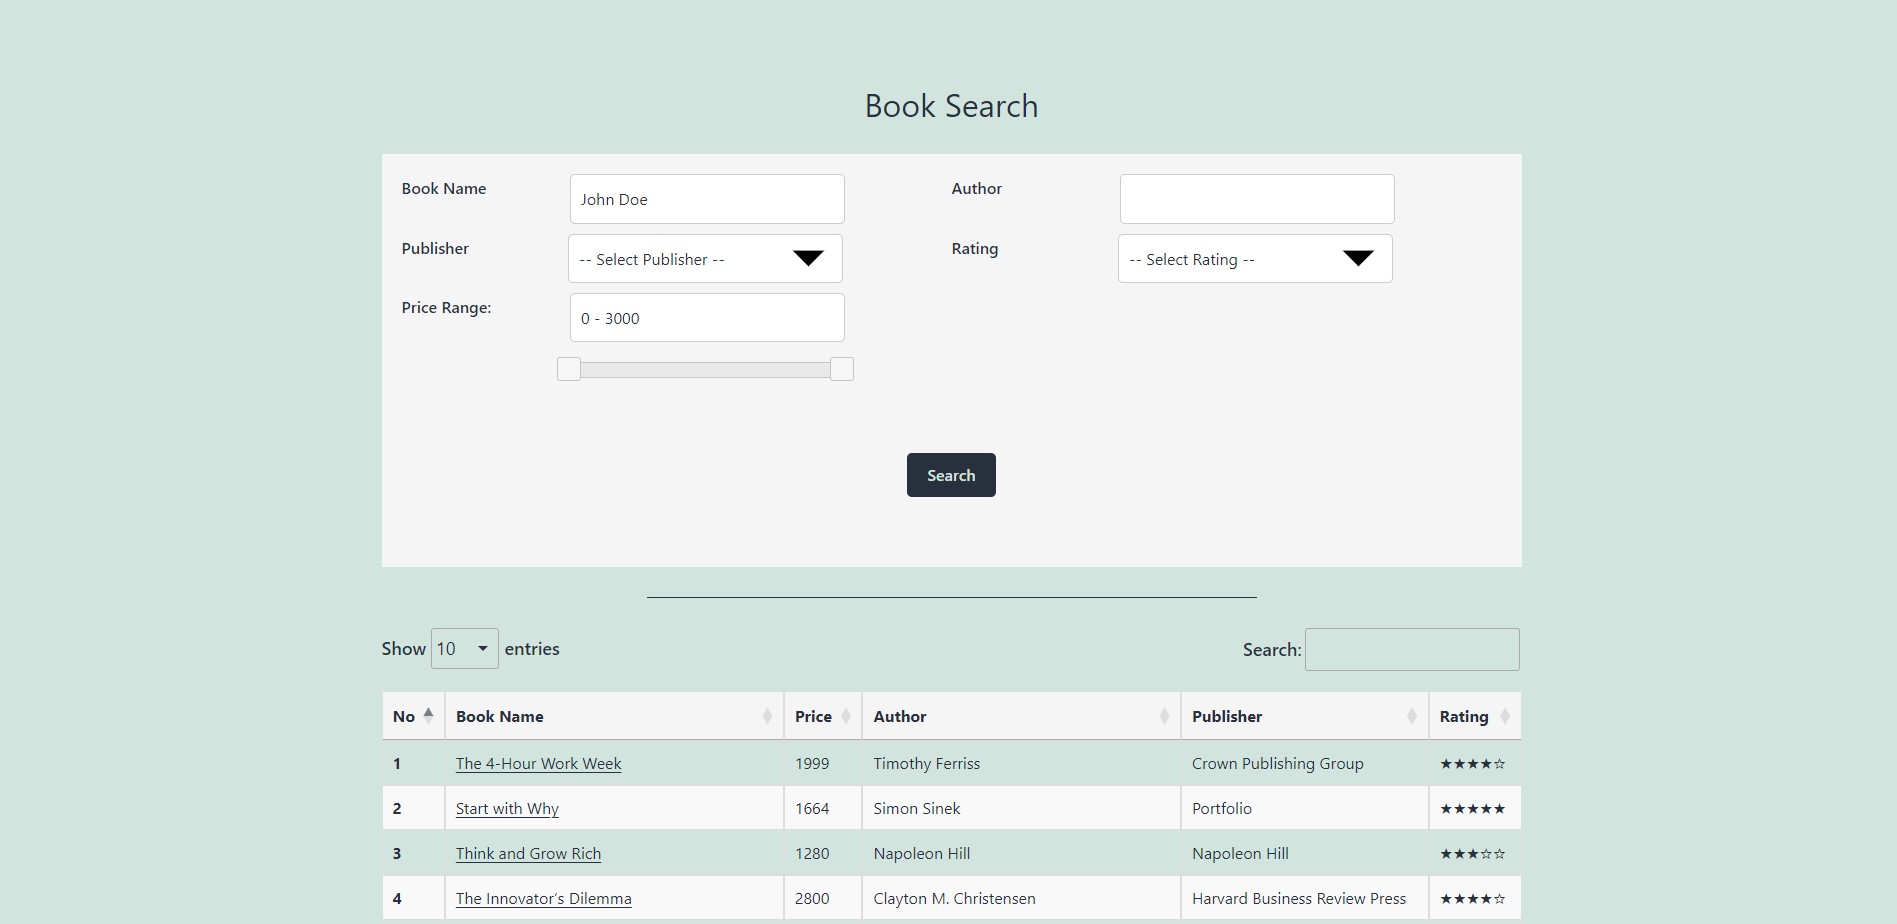 Book Search
Book Name John Doe Author
Publisher -- Select Publisher -- Rating -- Select Rating --
Price Range: 0 - 3000
Search
Show 10 entries Search:
No Book Name Price Author Publisher Rating
1 The 4-Hour Work Week 1999 Timothy Ferriss Crown Publishing Group ★★★★☆
2 Start with Why 1664 Simon Sinek Portfolio ★★★★★
3 Think and Grow Rich 1280 Napoleon Hill Napoleon Hill ★★★☆☆
4 The Innovator’s Dilemma 2800 Clayton M. Christensen Harvard Business Review Press ★★★★☆